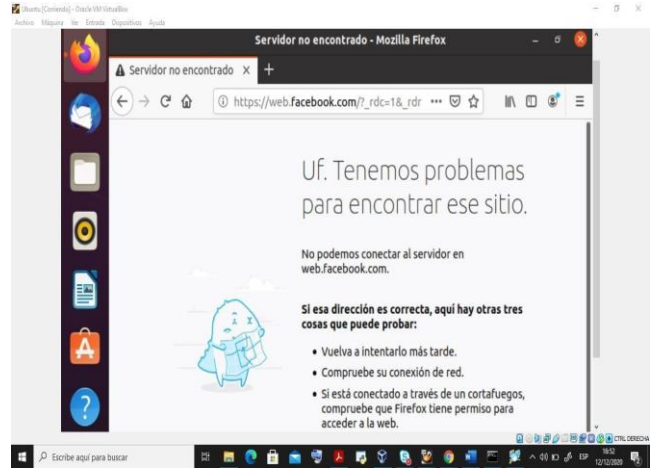 Ubuntu [Corriendo] - Oracle VM VirtualBox
Archivo Máquina Ver Entrada Dispositivos Ayuda
Servidor no encontrado - Mozilla Firefox
Servidor no encontrado
https://web.facebook.com/?_rdc=1&_rdr
Uf. Tenemos problemas
para encontrar ese sitio.
No podemos conectar al servidor en
web.facebook.com.
Si esa dirección es correcta, aquí hay otras tres
cosas que puede probar:
• Vuelva a intentarlo más tarde.
• Compruebe su conexión de red.
• Si está conectado a través de un cortafuegos,
compruebe que Firefox tiene permiso para
acceder a la web.
CTRL DERECHA
Escribe aquí para buscar
ESP
16:52
12/12/2020